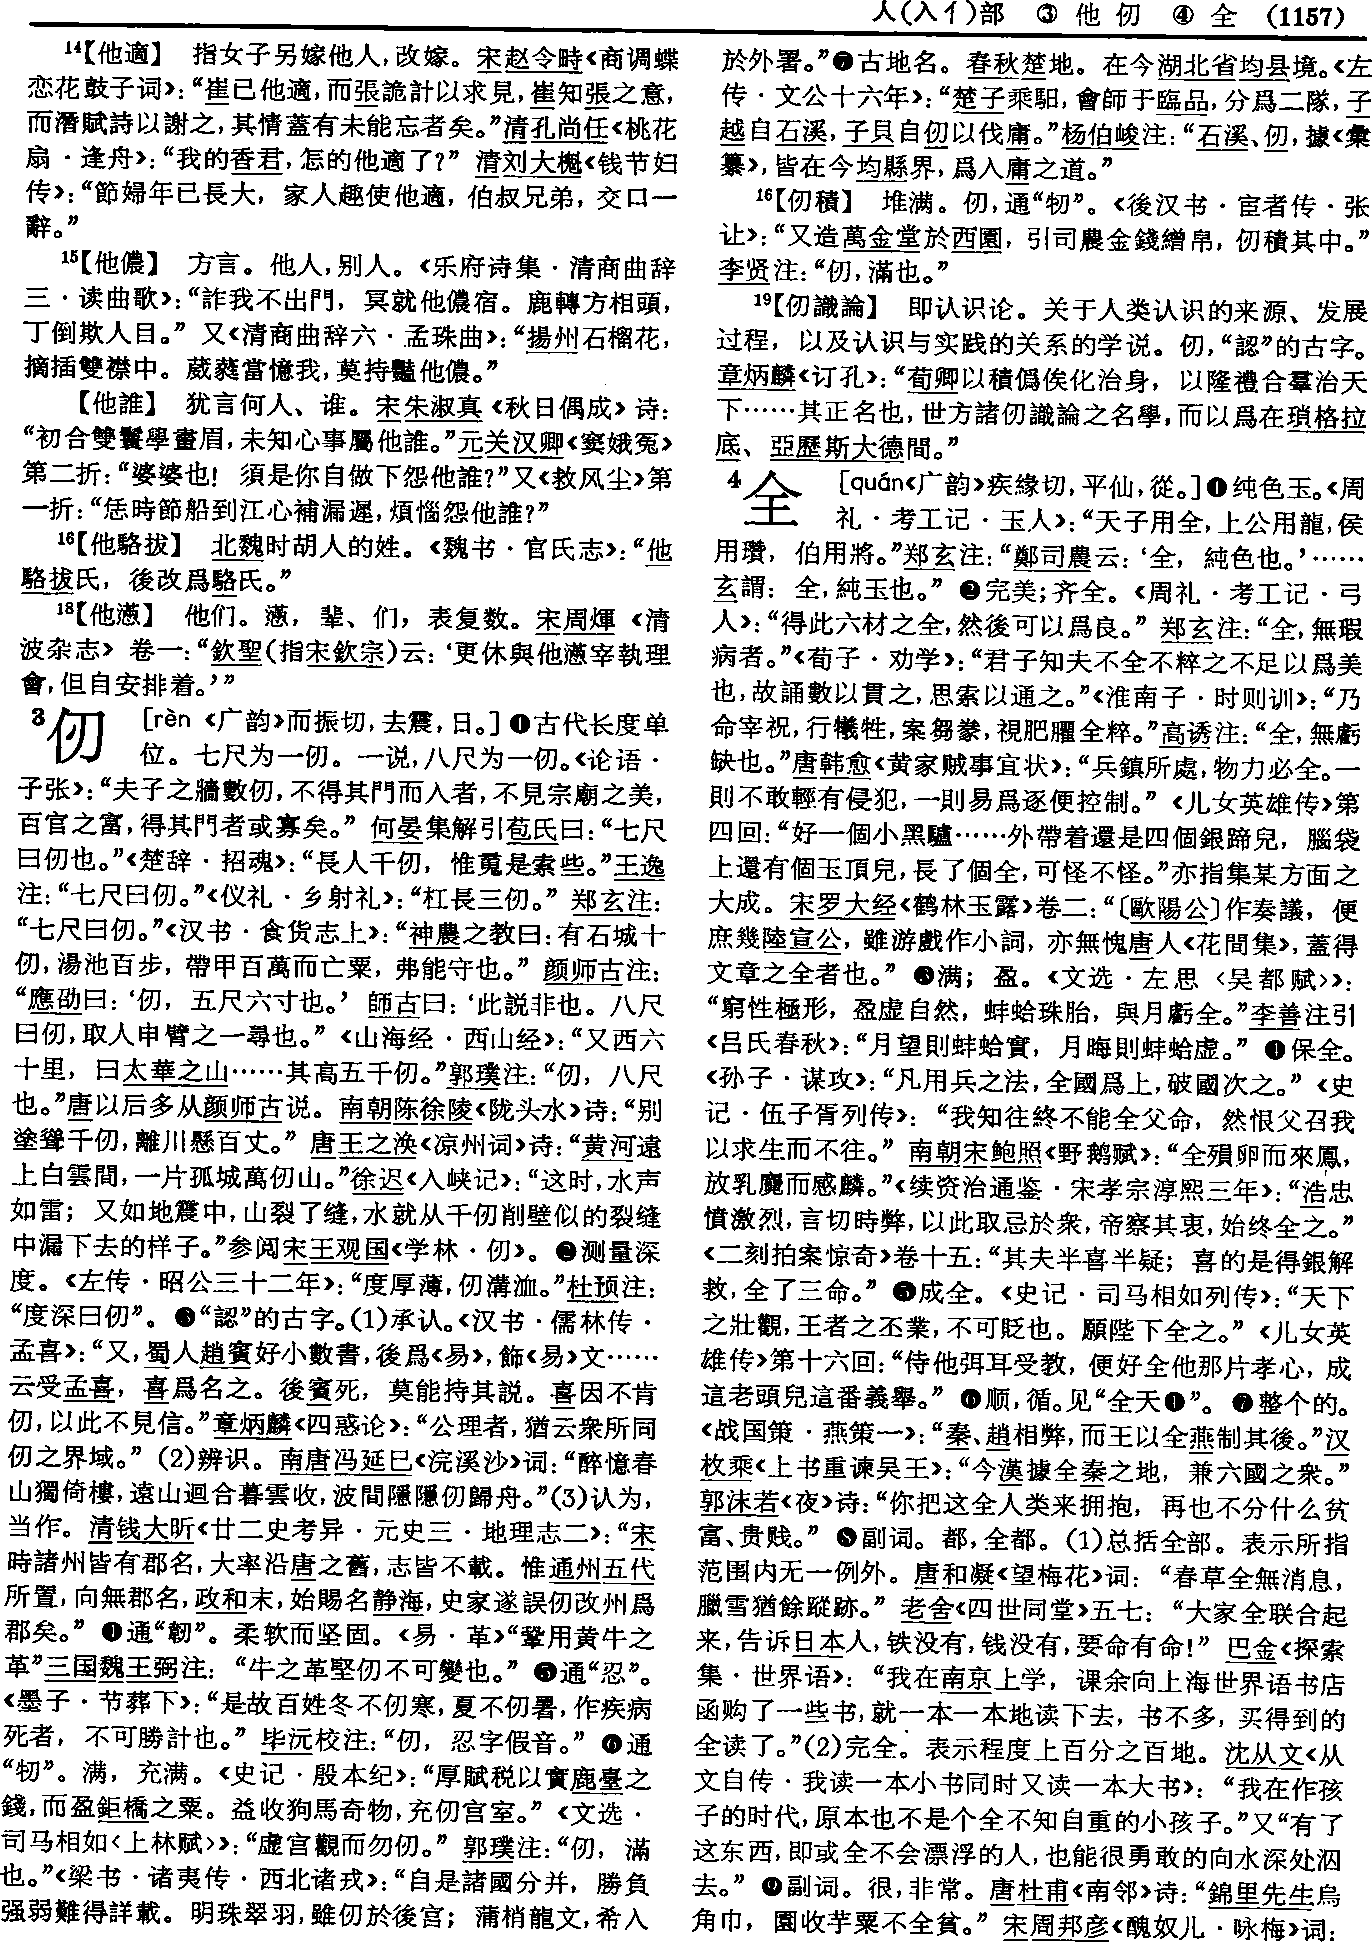 人(入亻)部 ③ 他 仞 ④ 全 (1157)
¹⁴【他適】 指女子另嫁他人,改嫁。宋赵令畤《商调蝶
恋花鼓子词》:“崔已他適,而張詭計以求見,崔知張之意,
而潛賦詩以謝之,其情蓋有未能忘者矣。”清孔尚任《桃花
扇·逢舟》:“我的香君,怎的他適了?” 清刘大櫆《钱节妇
传》:“節婦年已長大,家人趣使他適,伯叔兄弟,交口一
辭。”
¹⁵【他儂】 方言。他人,别人。《乐府诗集·清商曲辞
三·读曲歌》:“詐我不出門,冥就他儂宿。鹿轉方相頭,
丁倒欺人目。” 又《清商曲辞六·孟珠曲》:“揚州石榴花,
摘插雙襟中。葳蕤當憶我,莫持豔他儂。”
【他誰】 犹言何人、谁。宋朱淑真《秋日偶成》诗:
“初合雙鬟學畫眉,未知心事屬他誰。”元关汉卿《窦娥冤》
第二折:“婆婆也!須是你自做下怨他誰?”又《救风尘》第
一折:“恁時節船到江心補漏遲,煩惱怨他誰?”
¹⁶【他駱拔】 北魏时胡人的姓。《魏书·官氏志》:“他
駱拔氏,後改爲駱氏。”
¹⁸【他懣】 他们。懣,辈、们,表复数。宋周煇《清
波杂志》卷一:“欽聖(指宋欽宗)云:‘更休與他懣宰執理
會,但自安排着。’”
³仞 [rèn《广韵》而振切,去震,日。]❶古代长度单
位。七尺为一仞。一说,八尺为一仞。《论语·
子张》:“夫子之牆數仞,不得其門而入者,不見宗廟之美,
百官之富,得其門者或寡矣。” 何晏集解引苞氏曰:“七尺
曰仞也。”《楚辞·招魂》:“長人千仞,惟䰟是索些。”王逸
注:“七尺曰仞。”《仪礼·乡射礼》:“杠長三仞。” 郑玄注:
“七尺曰仞。”《汉书·食货志上》:“神農之教曰:有石城十
仞,湯池百步,帶甲百萬而亡粟,弗能守也。” 颜师古注:
“應劭曰:‘仞,五尺六寸也。’ 師古曰:‘此説非也。八尺
曰仞,取人申臂之一尋也。” 《山海经·西山经》:“又西六
十里,曰太華之山……其高五千仞。”郭璞注:“仞,八尺
也。”唐以后多从颜师古说。南朝陈徐陵《陇头水》诗:“别
塗聳千仞,離川懸百丈。” 唐王之涣《凉州词》诗:“黄河遠
上白雲間,一片孤城萬仞山。”徐迟《入峡记》:“这时,水声
如雷;又如地震中,山裂了缝,水就从千仞削壁似的裂缝
中漏下去的样子。”参阅宋王观国《学林·仞》。❷测量深
度。《左传·昭公三十二年》:“度厚薄,仞溝洫。”杜预注:
“度深曰仞”。❸“認”的古字。(1)承认。《汉书·儒林传·
孟喜》:“又,蜀人趙賓好小數書,後爲《易》,飾《易》文……
云受孟喜,喜爲名之。後賓死,莫能持其説。喜因不肯
仞,以此不見信。”章炳麟《四惑论》:“公理者,猶云衆所同
仞之界域。” (2)辨识。南唐冯延巳《浣溪沙》词:“醉憶春
山獨倚樓,遠山迴合暮雲收,波間隱隱仞歸舟。”(3)认为,
当作。清钱大昕《廿二史考异·元史三·地理志二》:“宋
時諸州皆有郡名,大率沿唐之舊,志皆不載。惟通州五代
所置,向無郡名,政和末,始賜名静海,史家遂誤仞改州爲
郡矣。” ❹通“韌”。柔软而坚固。《易·革》“鞏用黄牛之
革”三国魏王弼注:“牛之革堅仞不可變也。” ❺通“忍”。
《墨子·节葬下》:“是故百姓冬不仞寒,夏不仞暑,作疾病
死者,不可勝計也。” 毕沅校注:“仞,忍字假音。” ❻通
“牣”。满,充满。《史记·殷本纪》:“厚賦税以實鹿臺之
錢,而盈鉅橋之粟。益收狗馬奇物,充仞宫室。” 《文选·
司马相如〈上林赋〉》:“虚宫觀而勿仞。” 郭璞注:“仞,滿
也。”《梁书·诸夷传·西北诸戎》:“自是諸國分并,勝負
强弱難得詳載。明珠翠羽,雖仞於後宫;蒲梢龍文,希入
於外署。”❼古地名。春秋楚地。在今湖北省均县境。《左
传·文公十六年》:“楚子乘馹,會師于臨品,分爲二隊,子
越自石溪,子貝自仞以伐庸。”杨伯峻注:“石溪、仞,據《彙
纂》,皆在今均縣界,爲入庸之道。”
¹⁶【仞積】 堆满。仞,通“牣”。《後汉书·宦者传·张
让》:“又造萬金堂於西園,引司農金錢繒帛,仞積其中。”
李贤注:“仞,滿也。”
¹⁹【仞識論】 即认识论。关于人类认识的来源、发展
过程,以及认识与实践的关系的学说。仞,“認”的古字。
章炳麟《订孔》:“荀卿以積僞俟化治身,以隆禮合羣治天
下……其正名也,世方諸仞識論之名學,而以爲在瑣格拉
底、亞歷斯大德間。”
⁴全 [quán《广韵》疾緣切,平仙,從。]❶纯色玉。《周
礼·考工记·玉人》:“天子用全,上公用龍,侯
用瓚,伯用將。”郑玄注:“鄭司農云:‘全,純色也。’……
玄謂:全,純玉也。” ❷完美;齐全。《周礼·考工记·弓
人》:“得此六材之全,然後可以爲良。” 郑玄注:“全,無瑕
病者。”《荀子·劝学》:“君子知夫不全不粹之不足以爲美
也,故誦數以貫之,思索以通之。”《淮南子·时则训》:“乃
命宰祝,行犧牲,案芻豢,視肥臞全粹。”高诱注:“全,無虧
缺也。”唐韩愈《黄家贼事宜状》:“兵鎮所處,物力必全。一
則不敢輕有侵犯,一則易爲逐便控制。” 《儿女英雄传》第
四回:“好一個小黑驢……外帶着還是四個銀蹄兒,腦袋
上還有個玉頂兒,長了個全,可怪不怪。”亦指集某方面之
大成。宋罗大经《鹤林玉露》卷二:“〔歐陽公〕作奏議,便
庶幾陸宣公,雖游戲作小詞,亦無愧唐人《花間集》,蓋得
文章之全者也。” ❸满;盈。《文选·左思〈吴都赋〉》:
“窮性極形,盈虚自然,蚌蛤珠胎,與月虧全。”李善注引
《吕氏春秋》:“月望則蚌蛤實,月晦則蚌蛤虚。” ❹保全。
《孙子·谋攻》:“凡用兵之法,全國爲上,破國次之。” 《史
记·伍子胥列传》:“我知往終不能全父命,然恨父召我
以求生而不往。” 南朝宋鲍照《野鹅赋》:“全殞卵而來鳳,
放乳麑而感麟。”《续资治通鉴·宋孝宗淳熙三年》:“浩忠
憤激烈,言切時弊,以此取忌於衆,帝察其衷,始终全之。”
《二刻拍案惊奇》卷十五:“其夫半喜半疑;喜的是得銀解
救,全了三命。” ❺成全。《史记·司马相如列传》:“天下
之壯觀,王者之丕業,不可貶也。願陛下全之。” 《儿女英
雄传》第十六回:“侍他弭耳受教,便好全他那片孝心,成
這老頭兒這番義舉。” ❻顺,循。见“全天❶”。❼整个的。
《战国策·燕策一》:“秦、趙相弊,而王以全燕制其後。”汉
枚乘《上书重谏吴王》:“今漢據全秦之地,兼六國之衆。”
郭沫若《夜》诗:“你把这全人类来拥抱,再也不分什么贫
富、贵贱。” ❽副词。都,全都。(1)总括全部。表示所指
范围内无一例外。唐和凝《望梅花》词:“春草全無消息,
臘雪猶餘蹤跡。” 老舍《四世同堂》五七:“大家全联合起
来,告诉日本人,铁没有,钱没有,要命有命!” 巴金《探索
集·世界语》:“我在南京上学,课余向上海世界语书店
函购了一些书,就一本一本地读下去,书不多,买得到的
全读了。”(2)完全。表示程度上百分之百地。沈从文《从
文自传·我读一本小书同时又读一本大书》:“我在作孩
子的时代,原本也不是个全不知自重的小孩子。”又“有了
这东西,即或全不会漂浮的人,也能很勇敢的向水深处泅
去。” ❾副词。很,非常。唐杜甫《南邻》诗:“錦里先生烏
角巾,園收芋粟不全貧。” 宋周邦彦《醜奴儿·咏梅》词: